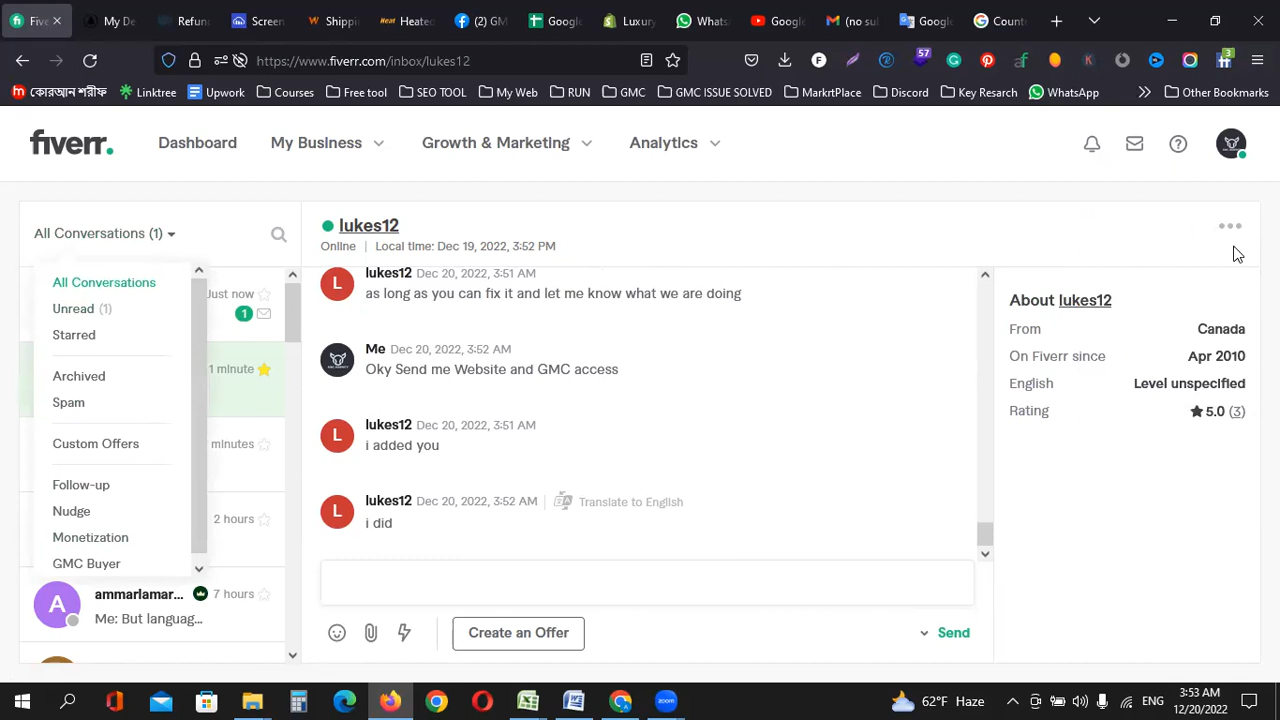 Five
My De
Refund
Screen
Shippi
Heated
(2) GM
Google
Luxury
Whats
Google
(no su
Google
Count
https://www.fiverr.com/inbox/lukes12
57
3
কোরআন শরীফ
Linktree
Upwork
Courses
Free tool
SEO TOOL
My Web
RUN
GMC
GMC ISSUE SOLVED
MarkrtPlace
Discord
Key Resarch
WhatsApp
Other Bookmarks
fiverr.
Dashboard
My Business
Growth & Marketing
Analytics
All Conversations (1)
lukes12
Online | Local time: Dec 19, 2022, 3:52 PM
All Conversations
Unread (1)
Starred
Archived
Spam
Custom Offers
Follow-up
Nudge
Monetization
GMC Buyer
Just now
1
1 minute
minutes
2 hours
ammarlamar...
7 hours
Me: But languag...
L
lukes12 Dec 20, 2022, 3:51 AM
as long as you can fix it and let me know what we are doing
Me Dec 20, 2022, 3:52 AM
Oky Send me Website and GMC access
L
lukes12 Dec 20, 2022, 3:51 AM
i added you
L
lukes12 Dec 20, 2022, 3:52 AM | Translate to English
i did
A
Create an Offer
Send
About lukes12
From Canada
On Fiverr since Apr 2010
English Level unspecified
Rating 5.0 (3)
62°F Haze
ENG
3:53 AM
12/20/2022